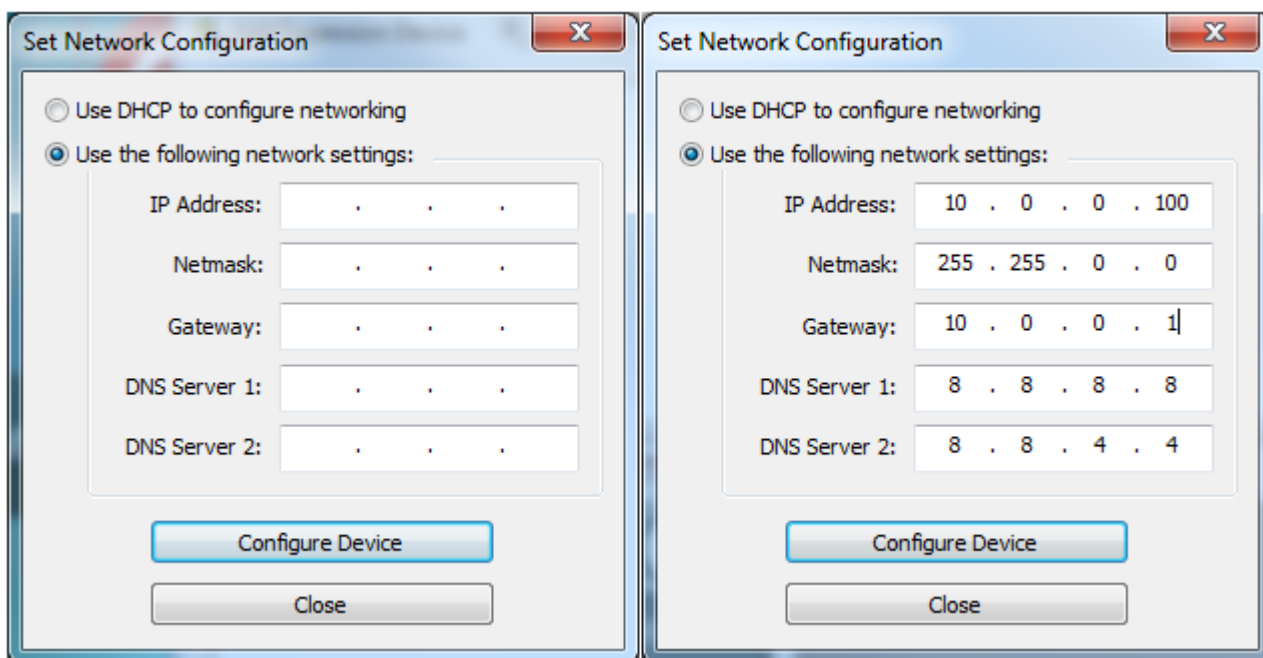 Set Network Configuration
Use DHCP to configure networking
Use the following network settings:
IP Address: . . .
Netmask: . . .
Gateway: . . .
DNS Server 1: . . .
DNS Server 2: . . .
Configure Device
Close
Set Network Configuration
Use DHCP to configure networking
Use the following network settings:
IP Address: 10 . 0 . 0 . 100
Netmask: 255 . 255 . 0 . 0
Gateway: 10 . 0 . 0 . 1
DNS Server 1: 8 . 8 . 8 . 8
DNS Server 2: 8 . 8 . 4 . 4
Configure Device
Close